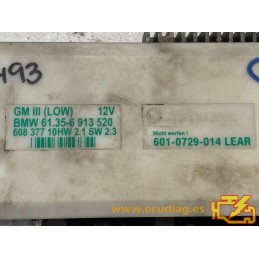 493
GM III (LOW) 12V
BMW 61.35-6 913 520
608 377 10HW 2.1 SW 2.3
Nicht werfen !
601-0729-014 LEAR
www.ecudiag.es